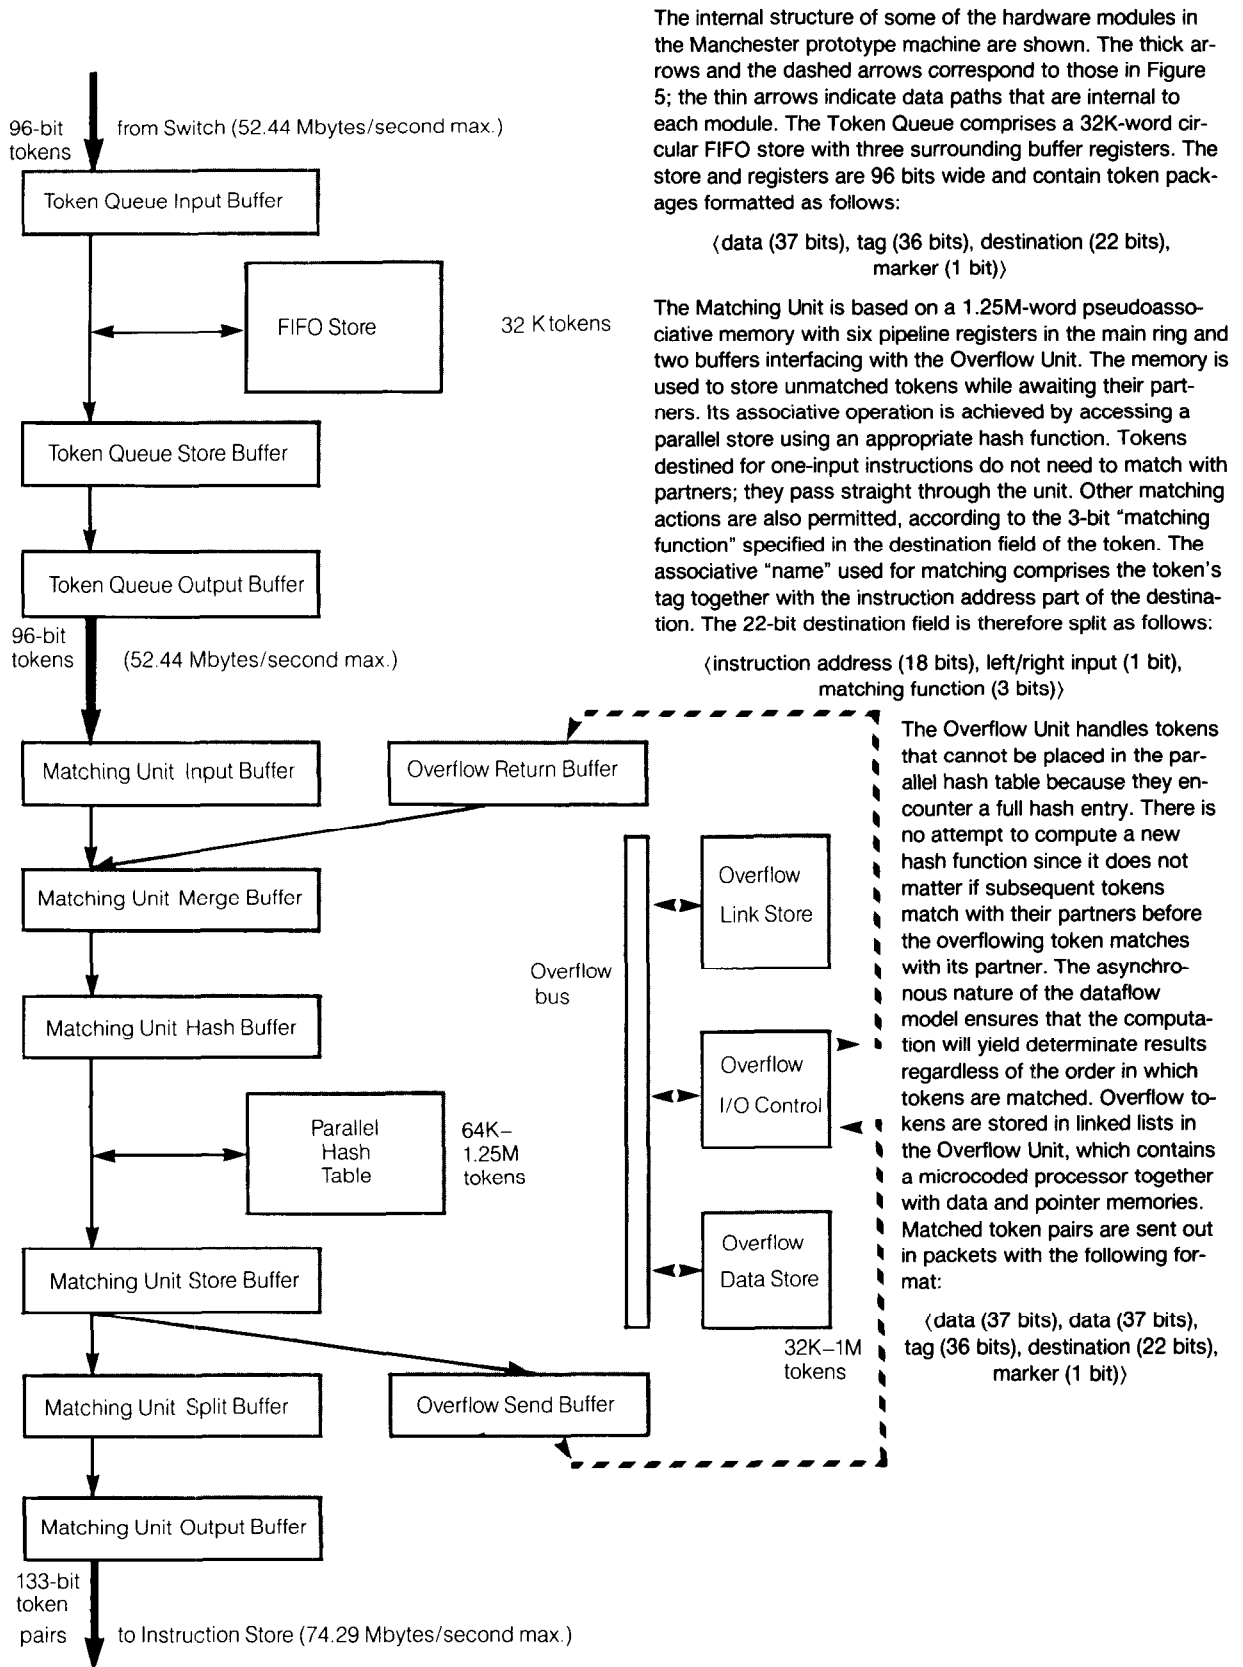 The internal structure of some of the hardware modules in
the Manchester prototype machine are shown. The thick ar-
rows and the dashed arrows correspond to those in Figure
5; the thin arrows indicate data paths that are internal to
each module. The Token Queue comprises a 32K-word cir-
cular FIFO store with three surrounding buffer registers. The
store and registers are 96 bits wide and contain token pack-
ages formatted as follows:
⟨data (37 bits), tag (36 bits), destination (22 bits),
marker (1 bit)⟩
The Matching Unit is based on a 1.25M-word pseudoasso-
ciative memory with six pipeline registers in the main ring and
two buffers interfacing with the Overflow Unit. The memory is
used to store unmatched tokens while awaiting their part-
ners. Its associative operation is achieved by accessing a
parallel store using an appropriate hash function. Tokens
destined for one-input instructions do not need to match with
partners; they pass straight through the unit. Other matching
actions are also permitted, according to the 3-bit "matching
function" specified in the destination field of the token. The
associative "name" used for matching comprises the token's
tag together with the instruction address part of the destina-
tion. The 22-bit destination field is therefore split as follows:
⟨instruction address (18 bits), left/right input (1 bit),
matching function (3 bits)⟩
The Overflow Unit handles tokens
that cannot be placed in the par-
allel hash table because they en-
counter a full hash entry. There is
no attempt to compute a new
hash function since it does not
matter if subsequent tokens
match with their partners before
the overflowing token matches
with its partner. The asynchro-
nous nature of the dataflow
model ensures that the computa-
tion will yield determinate results
regardless of the order in which
tokens are matched. Overflow to-
kens are stored in linked lists in
the Overflow Unit, which contains
a microcoded processor together
with data and pointer memories.
Matched token pairs are sent out
in packets with the following for-
mat:
⟨data (37 bits), data (37 bits),
tag (36 bits), destination (22 bits),
marker (1 bit)⟩
96-bit
tokens
from Switch (52.44 Mbytes/second max.)
Token Queue Input Buffer
FIFO Store
32 K tokens
Token Queue Store Buffer
Token Queue Output Buffer
96-bit
tokens
(52.44 Mbytes/second max.)
Matching Unit Input Buffer
Overflow Return Buffer
Matching Unit Merge Buffer
Overflow
Link Store
Overflow
bus
Matching Unit Hash Buffer
Overflow
I/O Control
Parallel
Hash
Table
64K–
1.25M
tokens
Overflow
Data Store
Matching Unit Store Buffer
32K–1M
tokens
Matching Unit Split Buffer
Overflow Send Buffer
Matching Unit Output Buffer
133-bit
token
pairs
to Instruction Store (74.29 Mbytes/second max.)